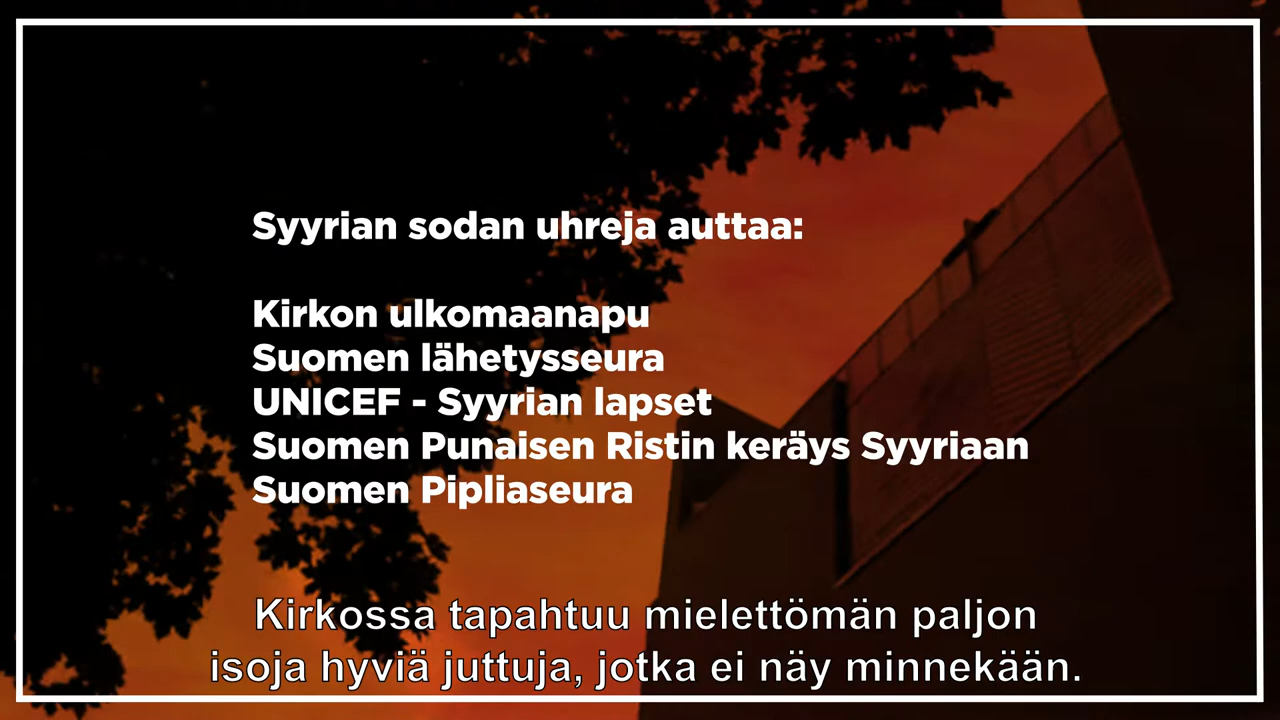 Syyrian sodan uhreja auttaa:
Kirkon ulkomaanapu
Suomen lähetysseura
UNICEF - Syyrian lapset
Suomen Punaisen Ristin keräys Syyriaan
Suomen Pipliaseura
Kirkossa tapahtuu mielettömän paljon
isoja hyviä juttuja, jotka ei näy minnekään.